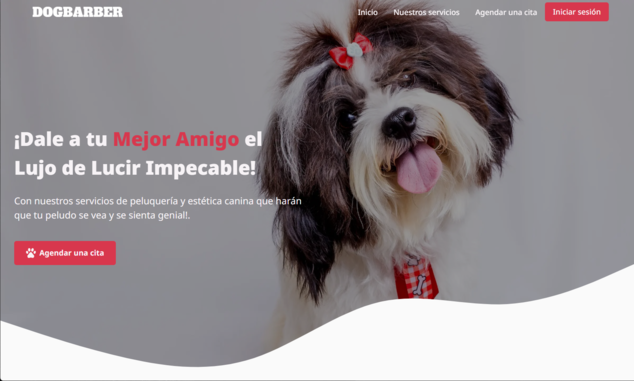 DOGBARBER
Inicio
Nuestros servicios
Agendar una cita
Iniciar sesión
¡Dale a tu Mejor Amigo el
Lujo de Lucir Impecable!
Con nuestros servicios de peluquería y estética canina que harán
que tu peludo se vea y se sienta genial!.
Agendar una cita